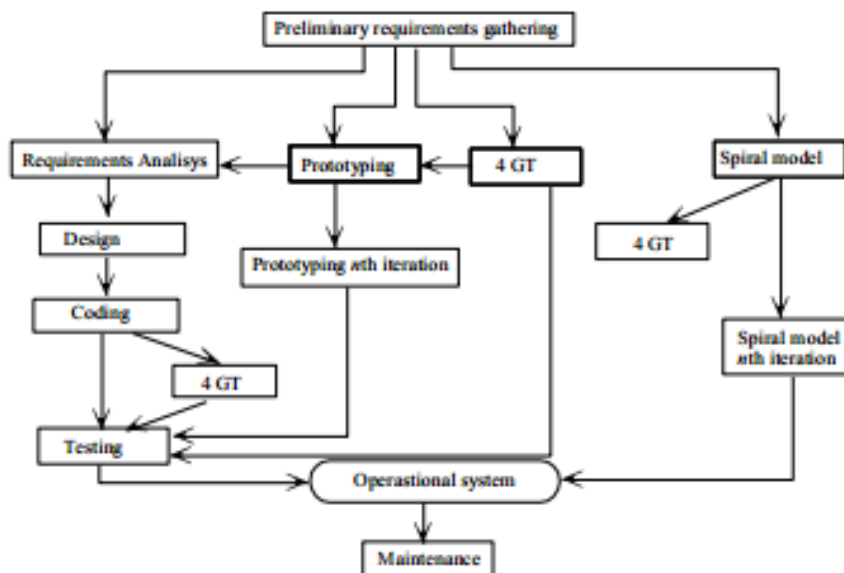 Preliminary requirements gathering
Requirements Analisys
Prototyping
4 GT
Spiral model
Design
4 GT
Prototyping nth iteration
Coding
Spiral model
nth iteration
4 GT
Testing
Operastional system
Maintenance